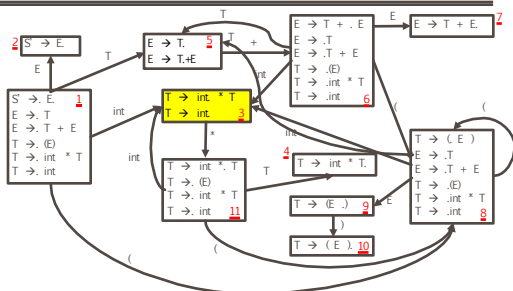 2 S' → E.
E
T
E → T. 5
E → T.+E
T
T
+
E → T + . E
E → .T
E → .T + E
T → .(E)
T → .int * T
T → .int
6
E
E → T + E. 7
S' → . E. 1
E → . T
E → . T + E
T → . (E)
T → . int * T
T → . int
int
int
T → int. * T
T → int. 3
int
int
*
(
(
T → (. E )
E → .T
E → .T + E
T → .(E)
T → .int * T
T → .int 8
4 T → int * T.
T
T → int *. T
T → . (E)
T → . int * T
T → . int
11
T → (E .) 9
E
)
T → ( E ). 10
(
(